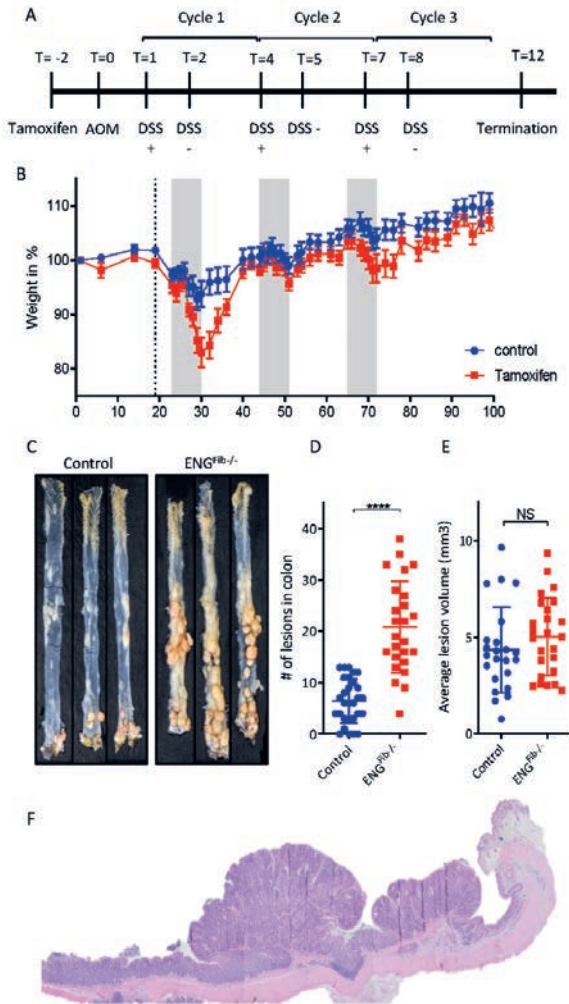 A
Cycle 1 Cycle 2 Cycle 3
T= -2 T=0 T=1 T=2 T=4 T=5 T=7 T=8 T=12
Tamoxifen AOM DSS DSS DSS DSS - DSS DSS Termination
+ - + + -
B
Weight in %
110
100
90
80
0 10 20 30 40 50 60 70 80 90 100
control
Tamoxifen
C
Control ENG Fib-/-
D
# of lesions in colon
****
40
30
20
10
0
Control ENG Fib-/-
E
Average lesion volume (mm3)
NS
10
5
0
Control ENG Fib-/-
F